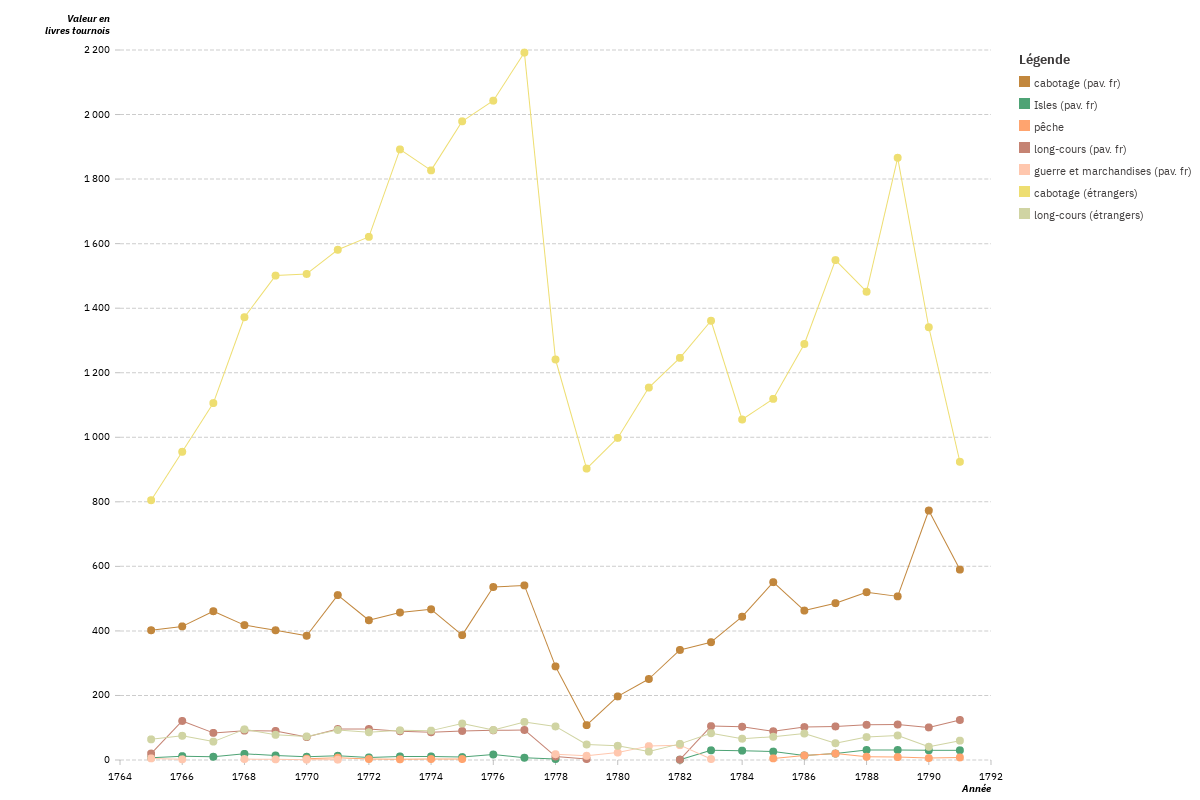 Valeur en
livres tournois
2 200
2 000
1 800
1 600
1 400
1 200
1 000
800
600
400
200
0
1764
1766
1768
1770
1772
1774
1776
1778
1780
1782
1784
1786
1788
1790
1792
Année
Légende
cabotage (pav. fr)
Isles (pav. fr)
pêche
long-cours (pav. fr)
guerre et marchandises (pav. fr)
cabotage (étrangers)
long-cours (étrangers)